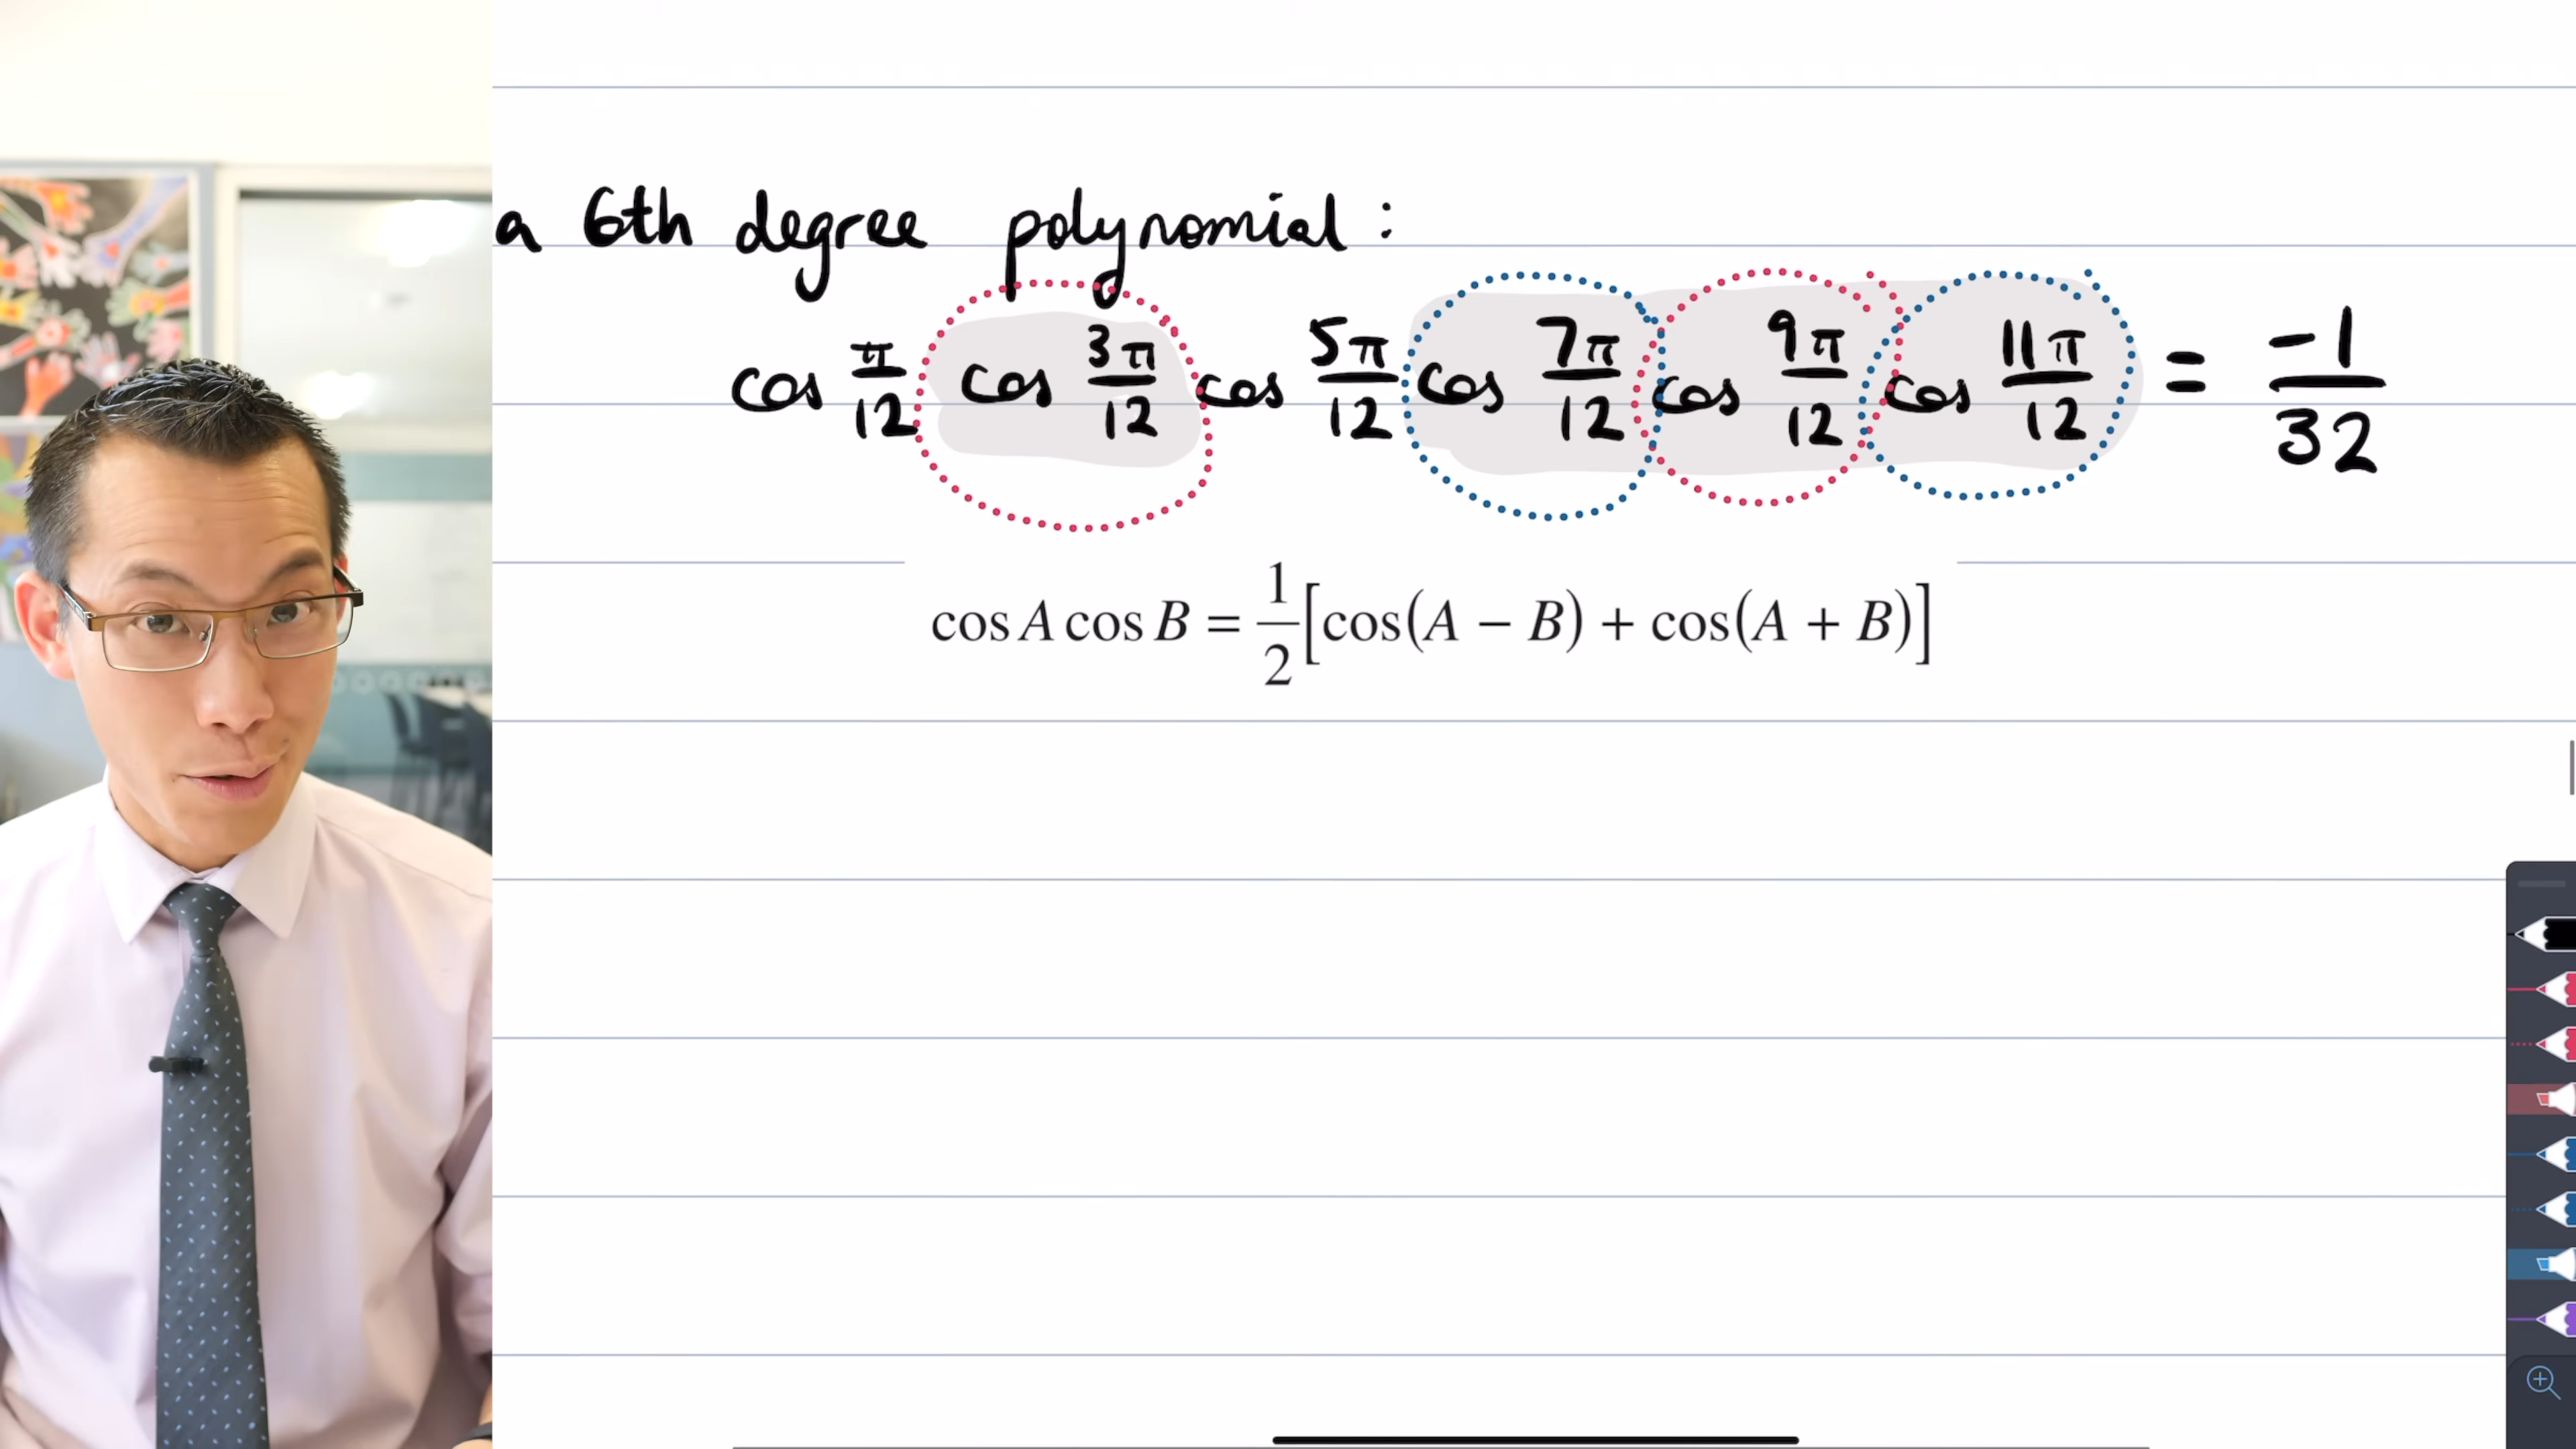 a 6th degree polynomial :
cos π/12 cos 3π/12 cos 5π/12 cos 7π/12 cos 9π/12 cos 11π/12 = -1/32
cos A cos B = 1/2 [cos(A − B) + cos(A + B)]